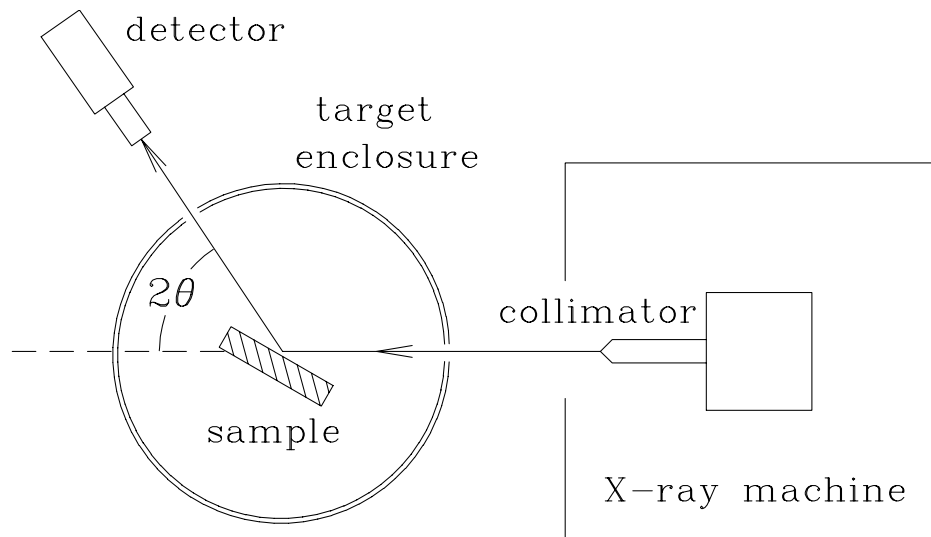 detector
target
enclosure
2θ
collimator
sample
X-ray machine